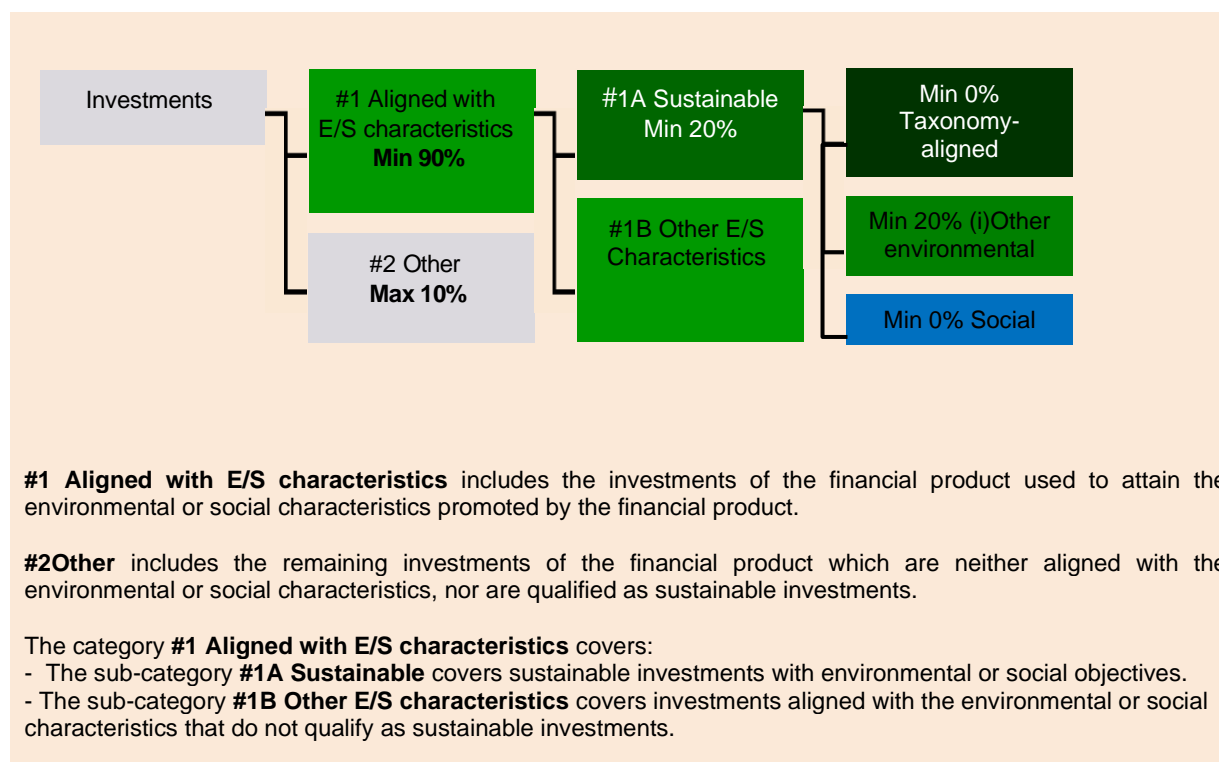 Investments
#1 Aligned with
E/S characteristics
Min 90%
#2 Other
Max 10%
#1A Sustainable
Min 20%
#1B Other E/S
Characteristics
Min 0%
Taxonomy-
aligned
Min 20% (i)Other
environmental
Min 0% Social
#1 Aligned with E/S characteristics includes the investments of the financial product used to attain the
environmental or social characteristics promoted by the financial product.
#2Other includes the remaining investments of the financial product which are neither aligned with the
environmental or social characteristics, nor are qualified as sustainable investments.
The category #1 Aligned with E/S characteristics covers:
- The sub-category #1A Sustainable covers sustainable investments with environmental or social objectives.
- The sub-category #1B Other E/S characteristics covers investments aligned with the environmental or social
characteristics that do not qualify as sustainable investments.